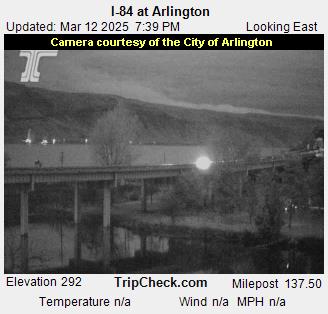 I-84 at Arlington
Updated: Mar 12 2025 7:39 PM Looking East
Camera courtesy of the City of Arlington
Elevation 292 TripCheck.com Milepost 137.50
Temperature n/a Wind n/a MPH n/a